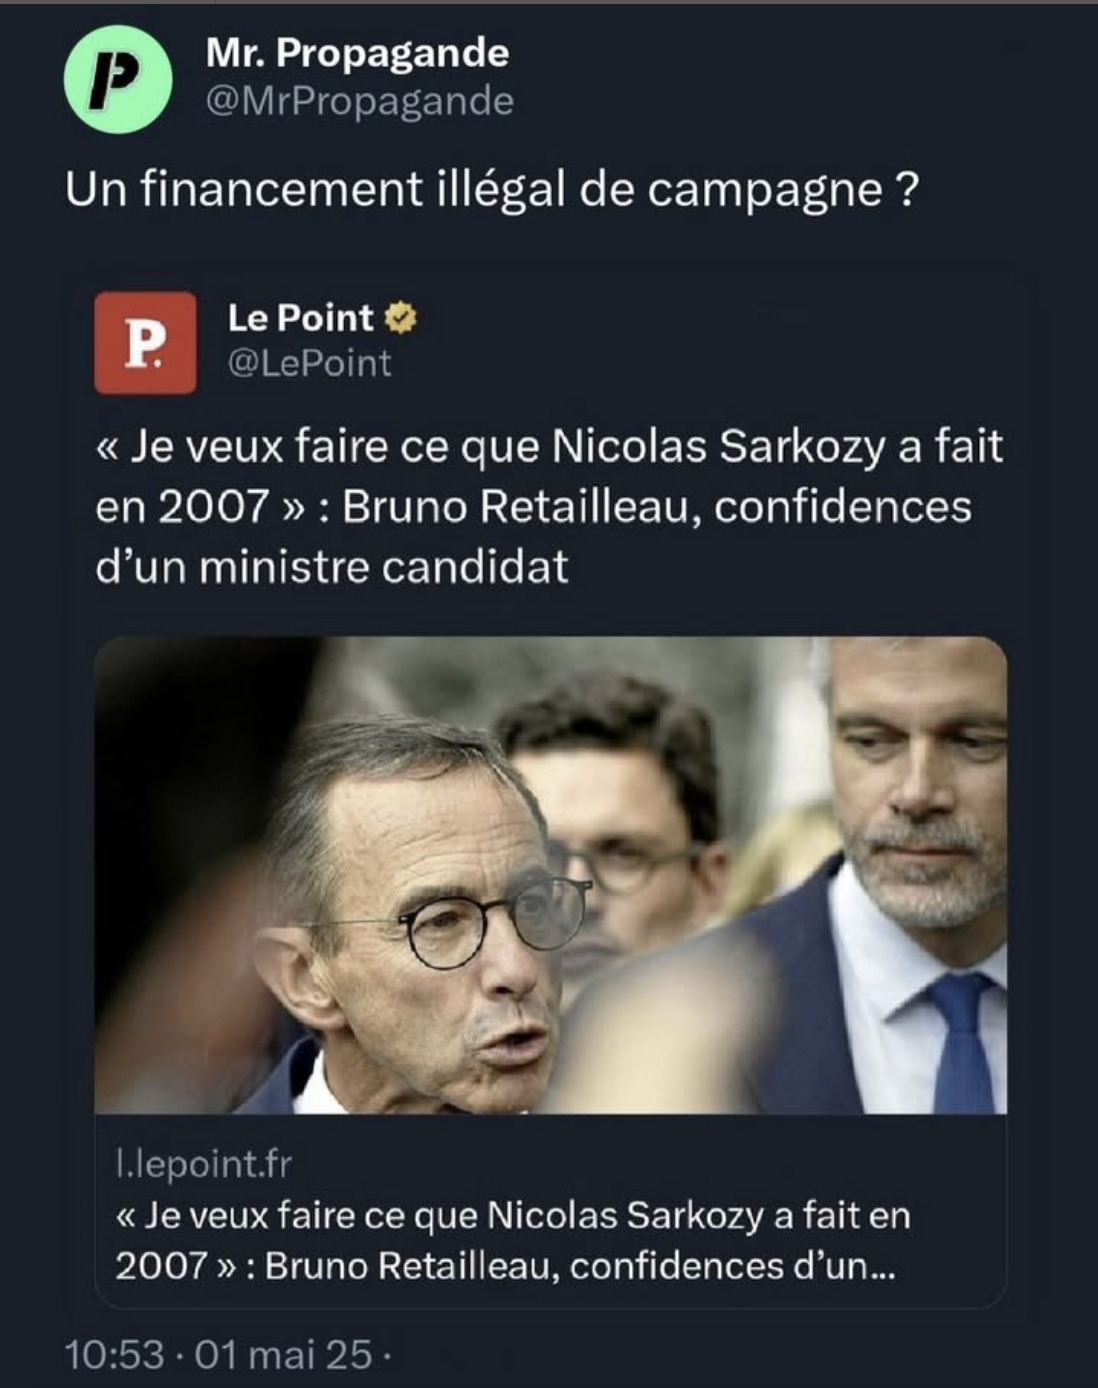 Mr. Propagande
@MrPropagande
Un financement illégal de campagne ?
P.
Le Point
@LePoint
« Je veux faire ce que Nicolas Sarkozy a fait
en 2007 » : Bruno Retailleau, confidences
d’un ministre candidat
l.lepoint.fr
« Je veux faire ce que Nicolas Sarkozy a fait en
2007 » : Bruno Retailleau, confidences d’un...
10:53 · 01 mai 25 ·